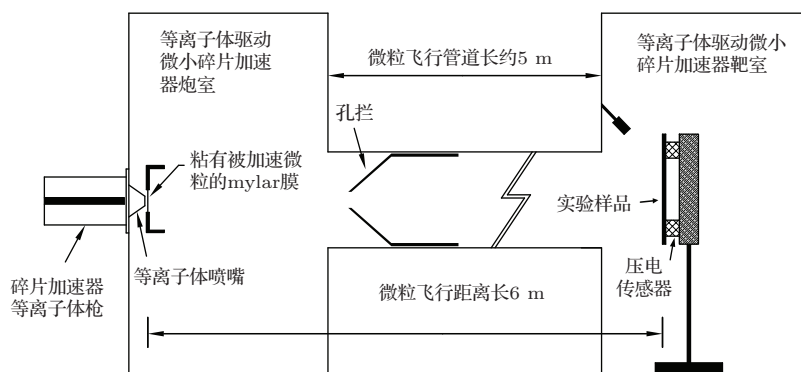 等离子体驱动
微小碎片加速
器炮室
微粒飞行管道长约5 m
等离子体驱动微小
碎片加速器靶室
孔拦
粘有被加速微
粒的mylar膜
实验样品
碎片加速器
等离子体枪
等离子体喷嘴
微粒飞行距离长6 m
压电
传感器